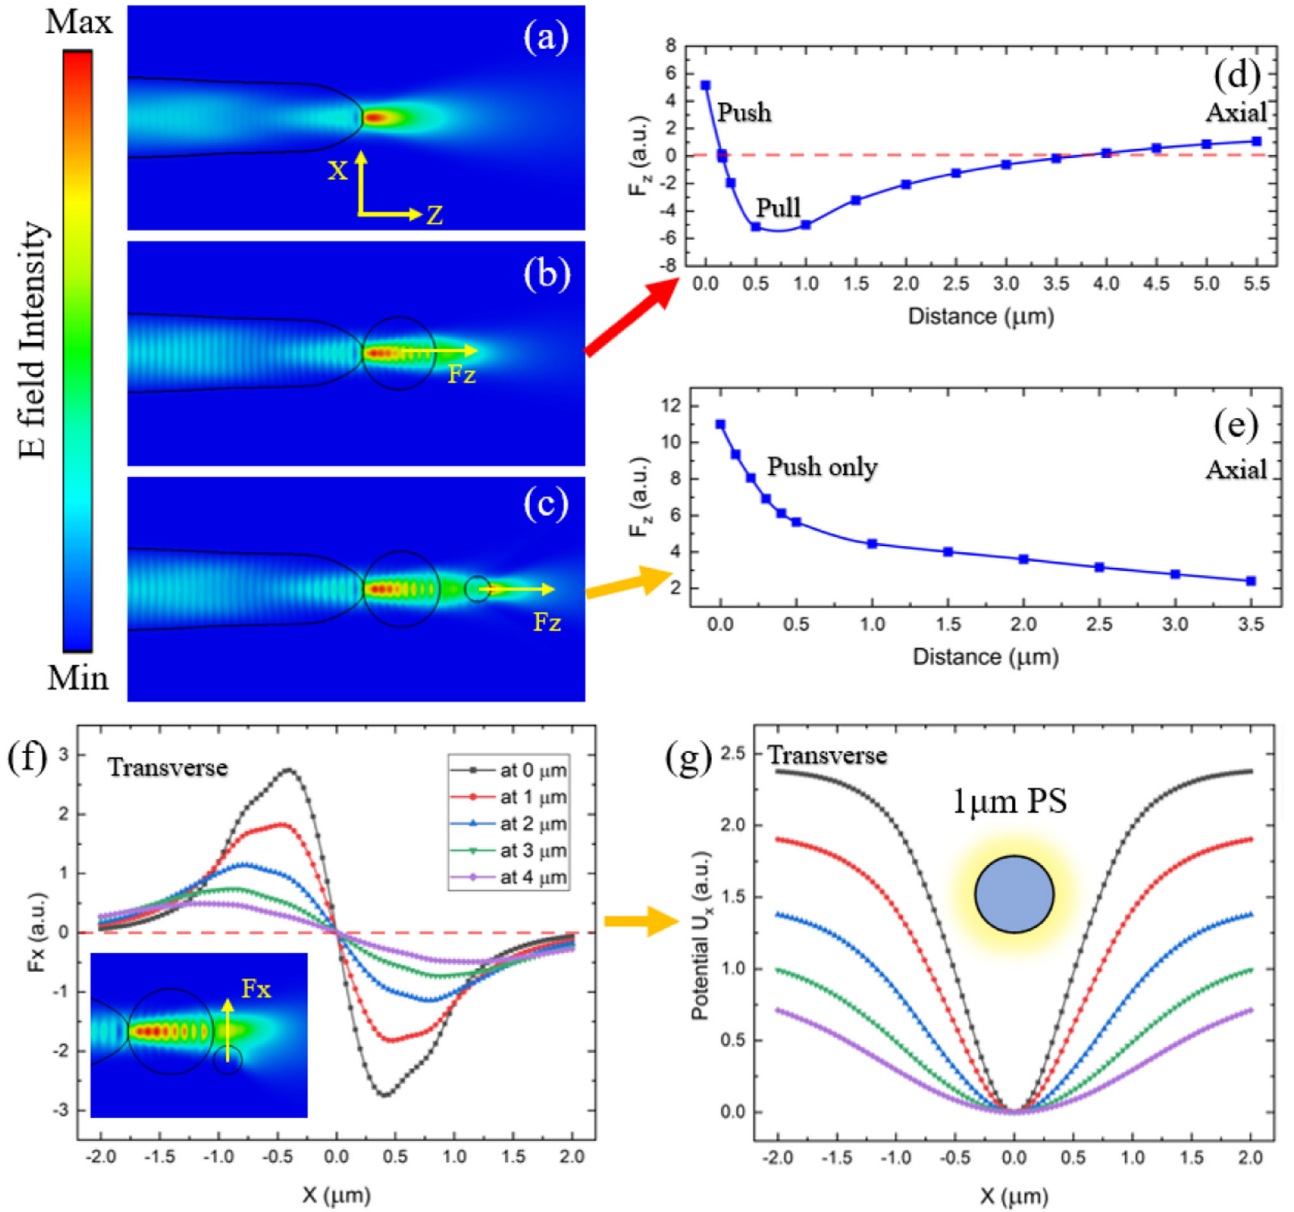 Max
E field Intensity
Min
(a)
X
Z
(b)
Fz
(c)
Fz
(d)
Push
Axial
Pull
F_z (a.u.)
8
6
4
2
0
-2
-4
-6
-8
0.0 0.5 1.0 1.5 2.0 2.5 3.0 3.5 4.0 4.5 5.0 5.5
Distance (μm)
(e)
Push only
Axial
F_z (a.u.)
12
10
8
6
4
2
0.0 0.5 1.0 1.5 2.0 2.5 3.0 3.5
Distance (μm)
(f)
Transverse
at 0 μm
at 1 μm
at 2 μm
at 3 μm
at 4 μm
Fx (a.u.)
3
2
1
0
-1
-2
-3
Fx
-2.0 -1.5 -1.0 -0.5 0.0 0.5 1.0 1.5 2.0
X (μm)
(g)
Transverse
1μm PS
Potential U_x (a.u.)
2.5
2.0
1.5
1.0
0.5
0.0
-2.0 -1.5 -1.0 -0.5 0.0 0.5 1.0 1.5 2.0
X (μm)